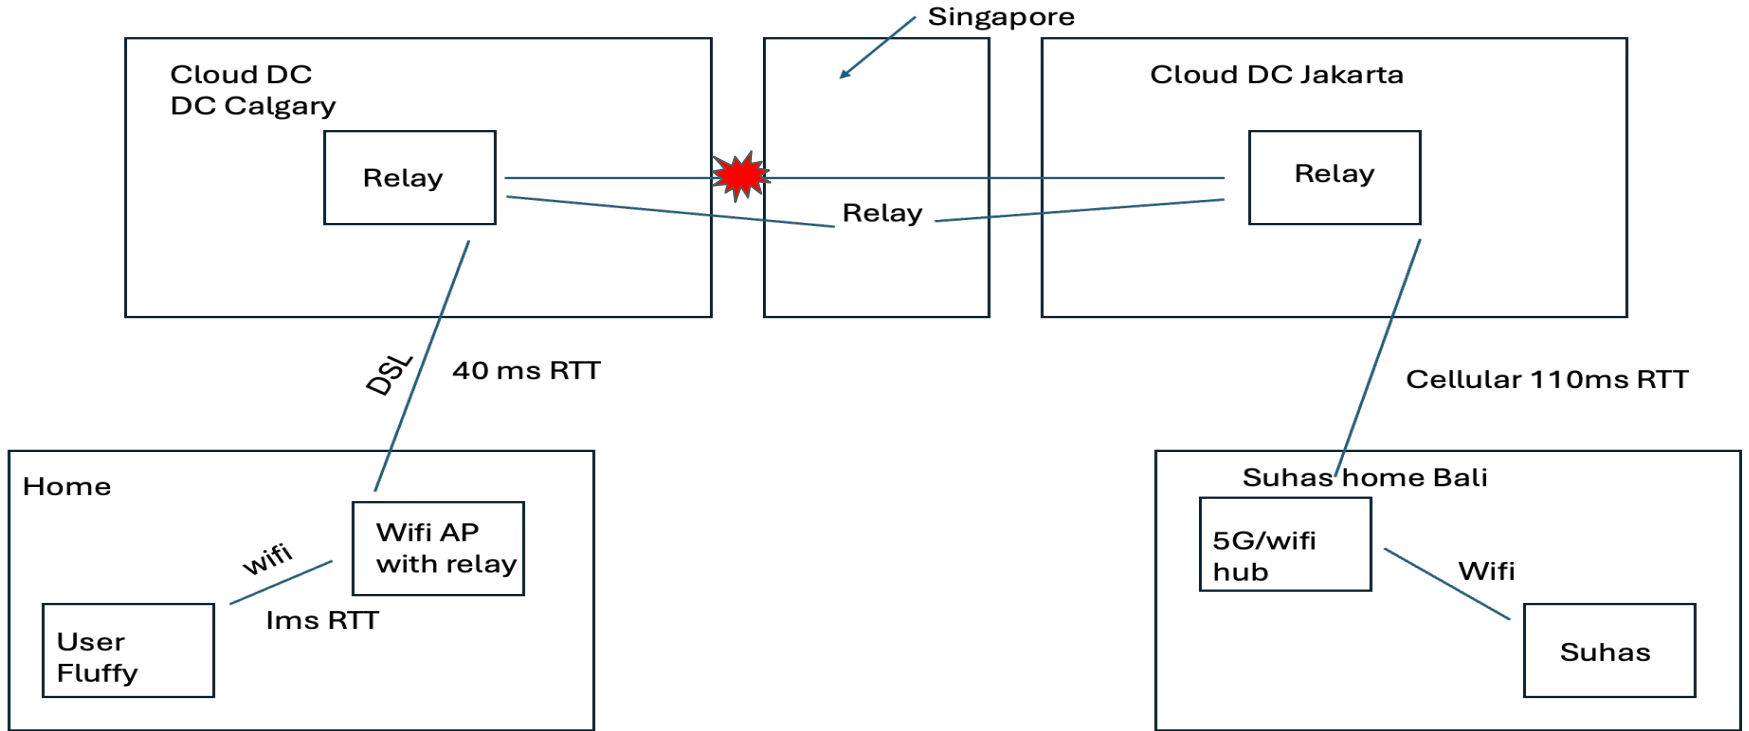 Singapore
Cloud DC
DC Calgary
Cloud DC Jakarta
Relay
Relay
Relay
DSL
40 ms RTT
Cellular 110ms RTT
Home
Suhas home Bali
Wifi AP
with relay
5G/wifi
hub
wifi
Wifi
lms RTT
User
Fluffy
Suhas